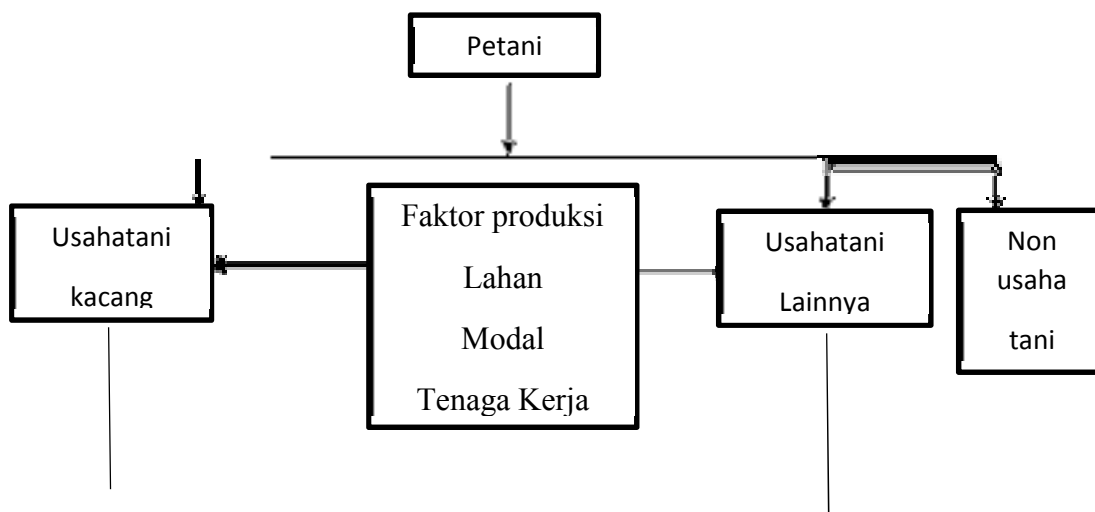 Petani
Usahatani
kacang
Faktor produksi
Lahan
Modal
Tenaga Kerja
Usahatani
Lainnya
Non
usaha
tani